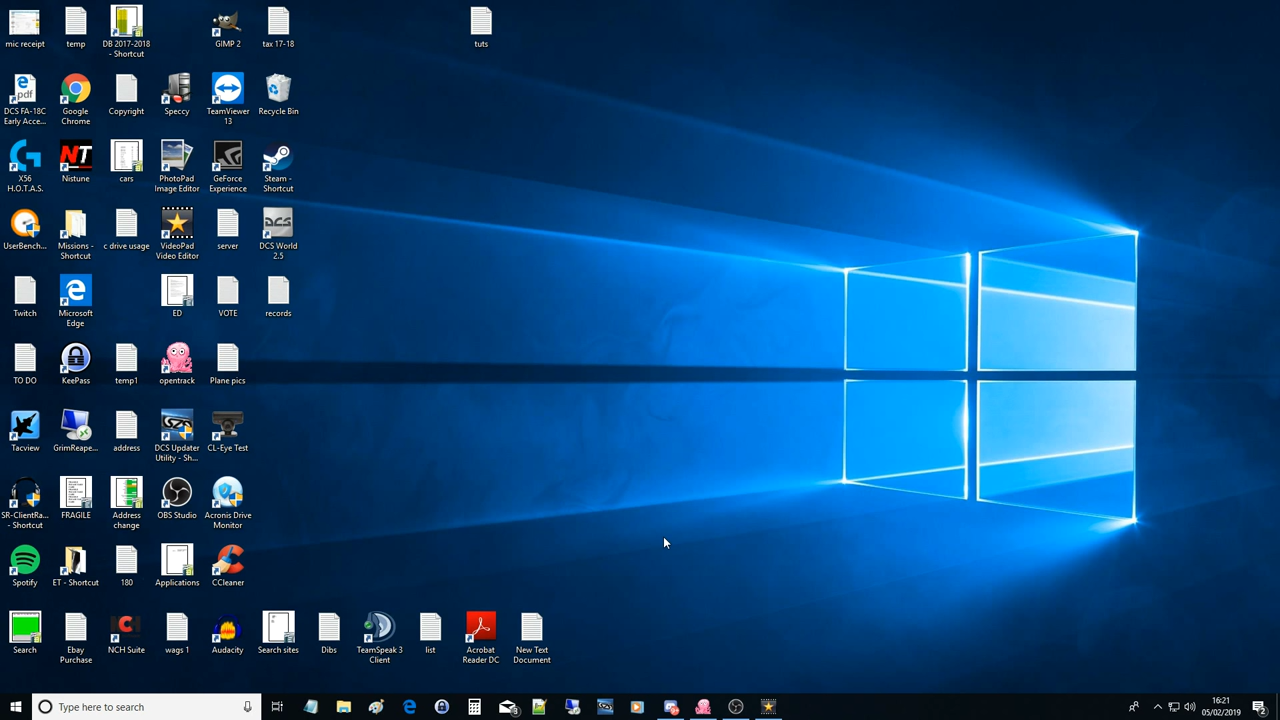 mic receipt
temp
DB 2017-2018
- Shortcut
GIMP 2
tax 17-18
tuts
DCS FA-18C
Early Acce...
Google
Chrome
Copyright
Speccy
TeamViewer
13
Recycle Bin
X56
H.O.T.A.S.
Nistune
cars
PhotoPad
Image Editor
GeForce
Experience
Steam -
Shortcut
UserBench...
Missions -
Shortcut
c drive usage
VideoPad
Video Editor
server
DCS World
2.5
Twitch
Microsoft
Edge
ED
VOTE
records
TO DO
KeePass
temp1
opentrack
Plane pics
Tacview
GrimReape...
address
DCS Updater
Utility - Sh...
CL-Eye Test
SR-ClientRa...
- Shortcut
FRAGILE
Address
change
OBS Studio
Acronis Drive
Monitor
Spotify
ET - Shortcut
180
Applications
CCleaner
Search
Ebay
Purchase
NCH Suite
wags 1
Audacity
Search sites
Dibs
TeamSpeak 3
Client
list
Acrobat
Reader DC
New Text
Document
Type here to search
16:21
05/02/2019